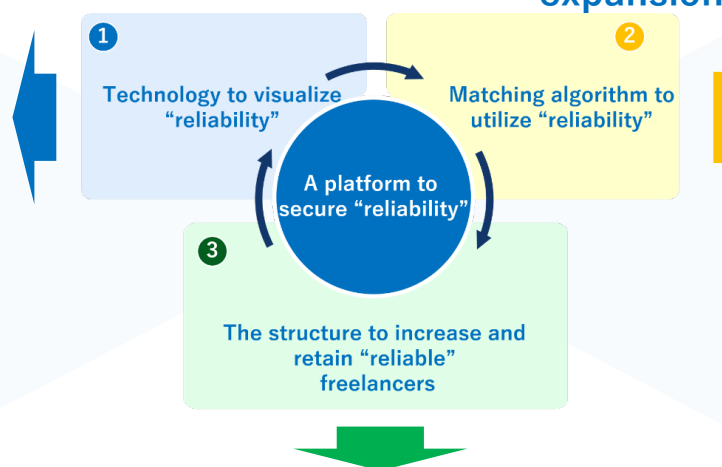 expansion
1
2
Technology to visualize
“reliability”
Matching algorithm to
utilize “reliability”
A platform to
secure “reliability”
3
The structure to increase and
retain “reliable”
freelancers